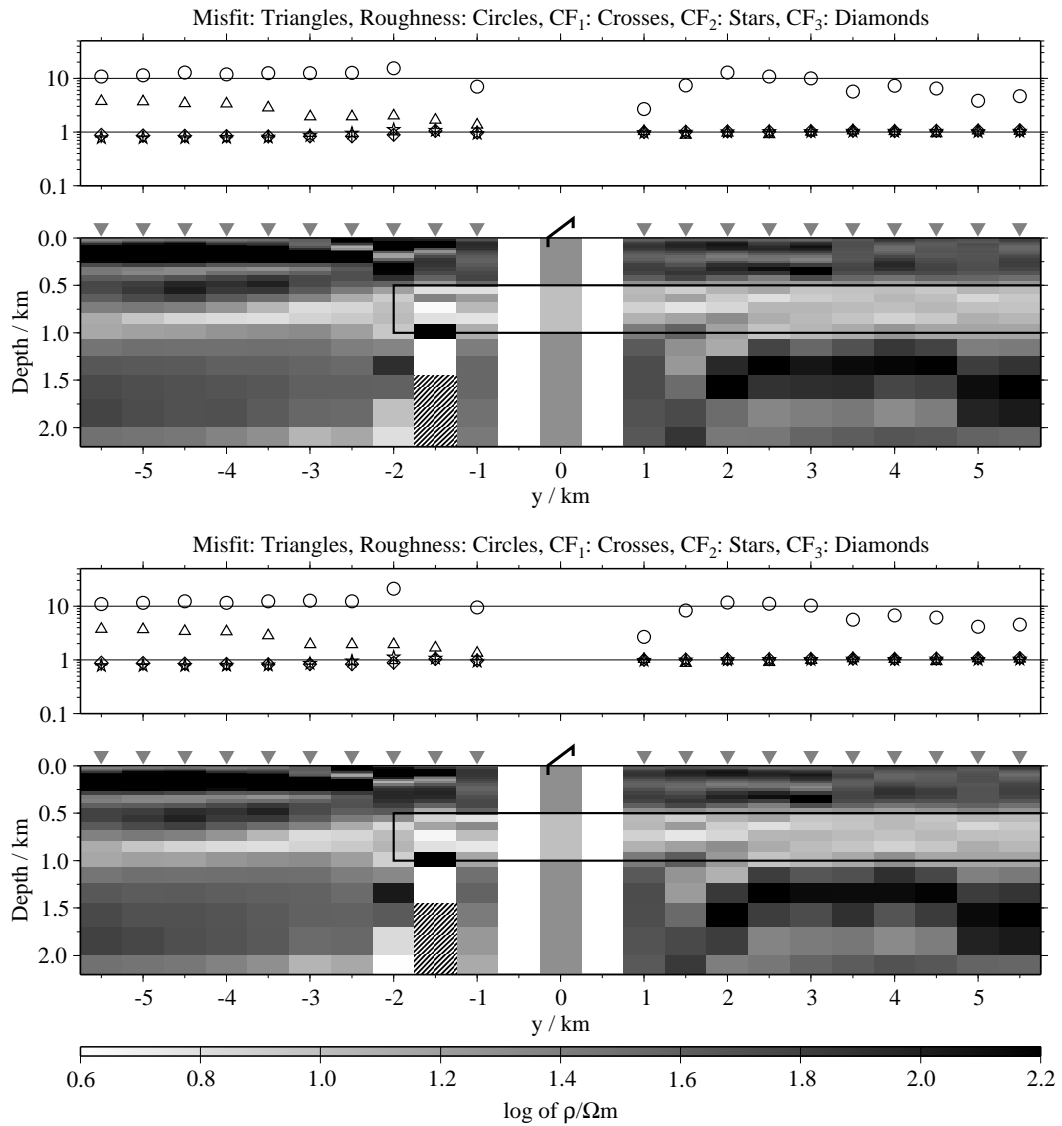 Misfit: Triangles, Roughness: Circles, CF₁: Crosses, CF₂: Stars, CF₃: Diamonds
10
1
0.1
0.0
0.5
1.0
1.5
2.0
Depth / km
-5 -4 -3 -2 -1 0 1 2 3 4 5
y / km
Misfit: Triangles, Roughness: Circles, CF₁: Crosses, CF₂: Stars, CF₃: Diamonds
10
1
0.1
0.0
0.5
1.0
1.5
2.0
Depth / km
-5 -4 -3 -2 -1 0 1 2 3 4 5
y / km
0.6 0.8 1.0 1.2 1.4 1.6 1.8 2.0 2.2
log of ρ/Ωm